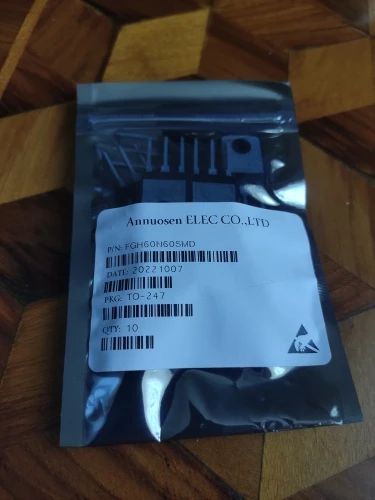 Annuosen ELEC CO.,LTD
P/N: FGH60N60SMD
DATE: 20221007
PKG: TO-247
QTY: 10